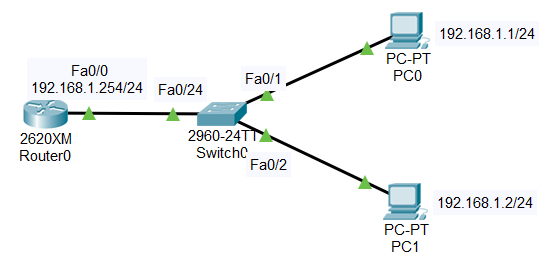 Fa0/0
192.168.1.254/24
2620XM
Router0
Fa0/24
2960-24TT
Switch0
Fa0/1
Fa0/2
PC-PT
PC0
192.168.1.1/24
PC-PT
PC1
192.168.1.2/24